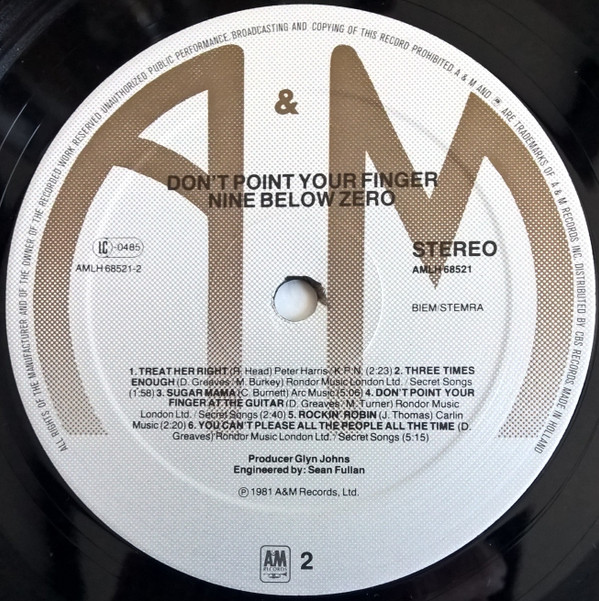 ALL RIGHTS OF THE MANUFACTURER AND OF THE OWNER OF THE RECORDED WORK RESERVED UNAUTHORIZED PUBLIC PERFORMANCE, BROADCASTING AND COPYING OF THIS RECORD PROHIBITED. A & M AND ARE TRADEMARKS OF A & M RECORDS INC. DISTRIBUTED BY CBS RECORDS MADE IN HOLLAND
A & M
DON'T POINT YOUR FINGER
NINE BELOW ZERO
LC -0485
AMLH 68521-2
STEREO
AMLH 68521
BIEM/STEMRA
1. TREAT HER RIGHT (R. Head) Peter Harris/K.P.N. (2:23) 2. THREE TIMES
ENOUGH (D. Greaves/M. Burkey) Rondor Music London Ltd./Secret Songs
(1:58) 3. SUGAR MAMA (C. Burnett) Arc Music (5:06) 4. DON'T POINT YOUR
FINGER AT THE GUITAR (D. Greaves/M. Turner) Rondor Music
London Ltd./Secret Songs (2:40) 5. ROCKIN' ROBIN (J. Thomas) Carlin
Music (2:20) 6. YOU CAN'T PLEASE ALL THE PEOPLE ALL THE TIME (D.
Greaves) Rondor Music London Ltd./Secret Songs (5:15)
Producer Glyn Johns
Engineered by: Sean Fullan
Ⓟ 1981 A&M Records, Ltd.
AM
RECORDS
2